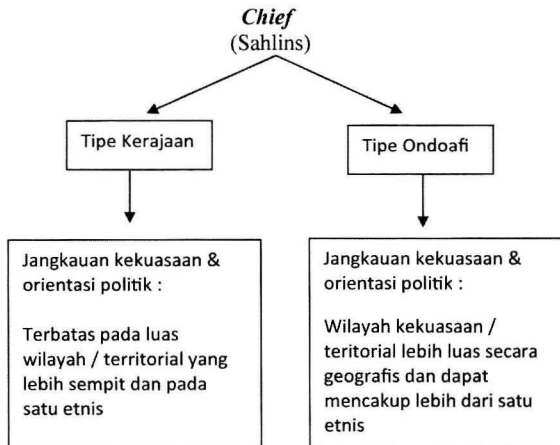 Chief
(Sahlins)
Tipe Kerajaan
Tipe Ondoafi
Jangkauan kekuasaan &
orientasi politik :
Terbatas pada luas
wilayah / territorial yang
lebih sempit dan pada
satu etnis
Jangkauan kekuasaan &
orientasi politik :
Wilayah kekuasaan /
teritorial lebih luas secara
geografis dan dapat
mencakup lebih dari satu
etnis